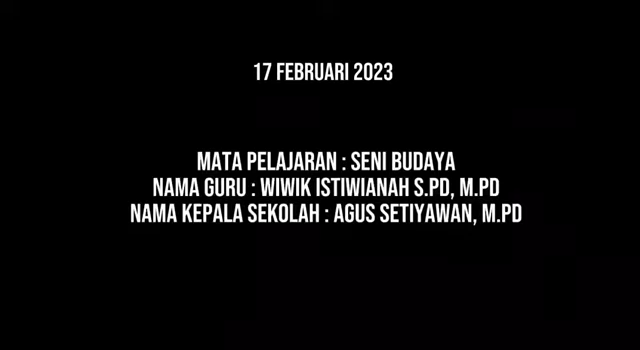 17 FEBRUARI 2023
MATA PELAJARAN : SENI BUDAYA
NAMA GURU : WIWIK ISTIWIANAH S.PD, M.PD
NAMA KEPALA SEKOLAH : AGUS SETIYAWAN, M.PD